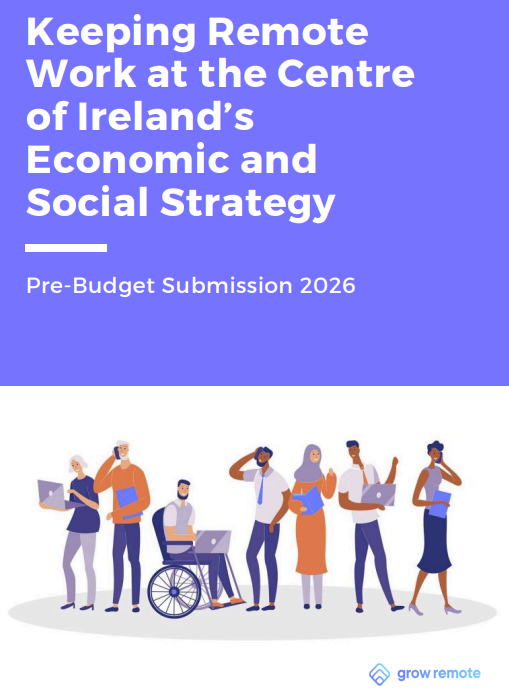 Keeping Remote
Work at the Centre
of Ireland’s
Economic and
Social Strategy
Pre-Budget Submission 2026
grow remote